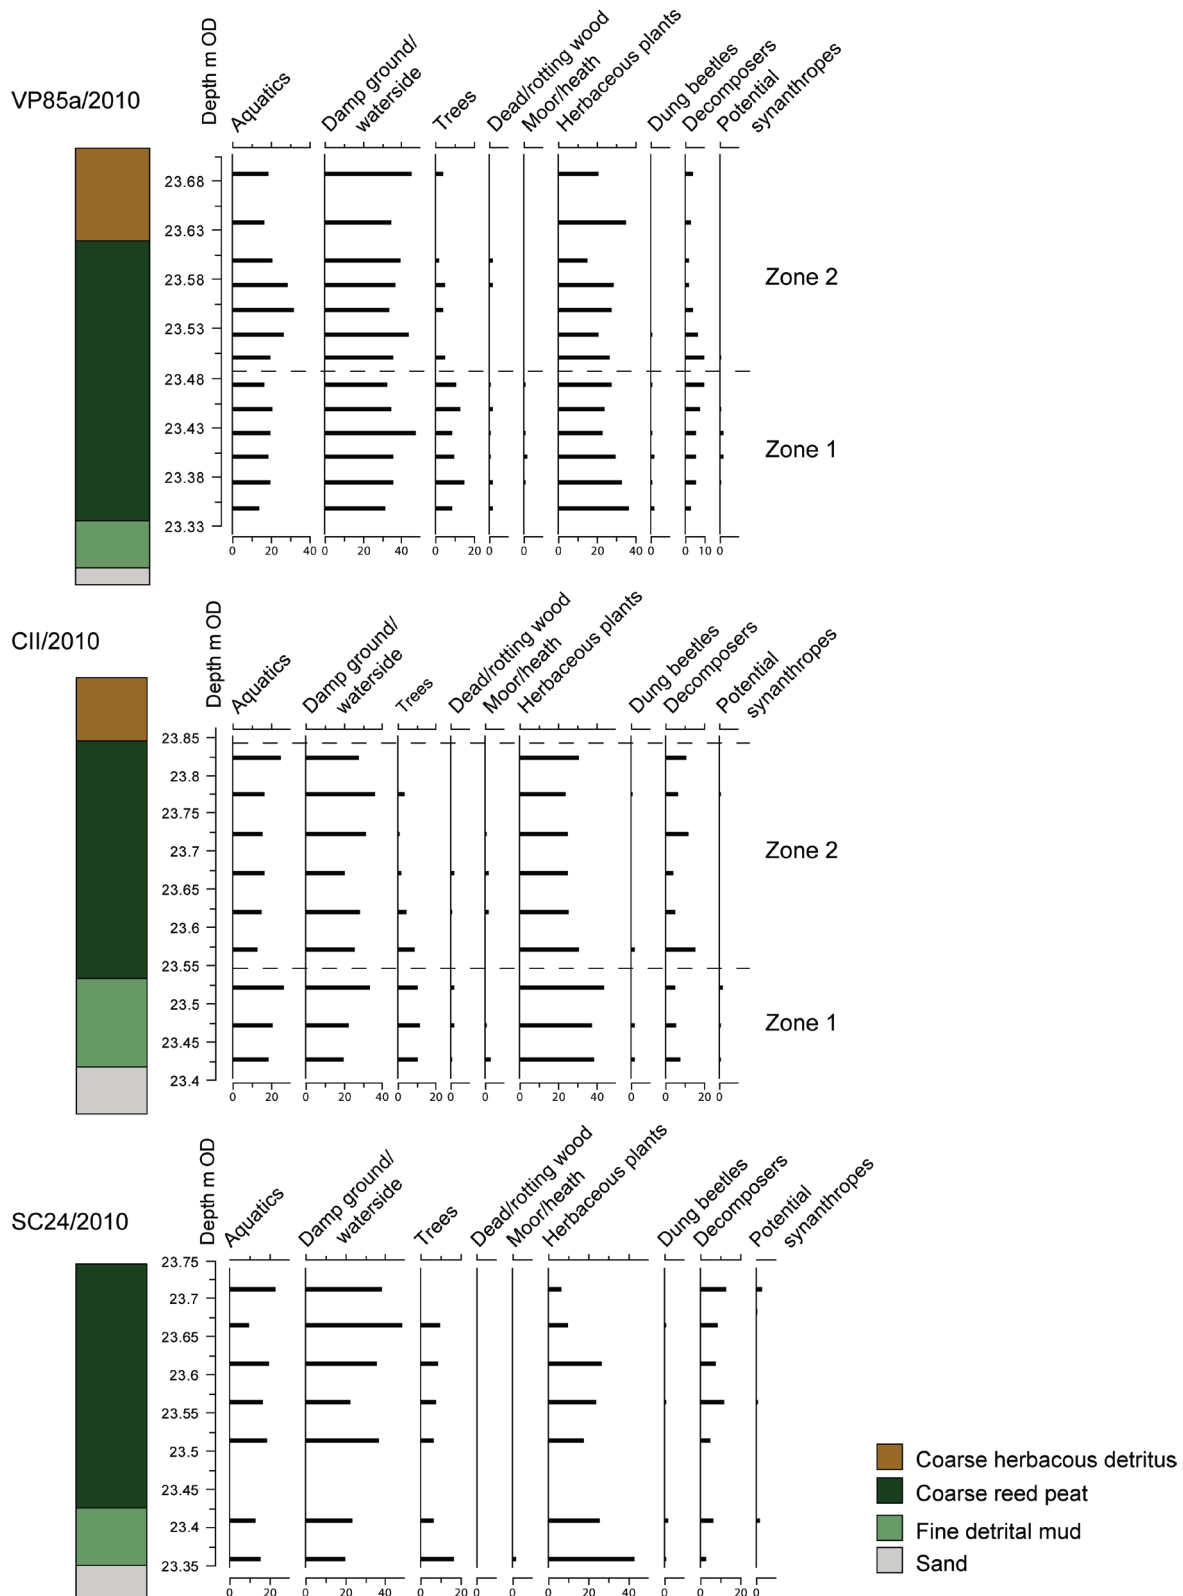 VP85a/2010
Depth m OD
Aquatics
Damp ground/
waterside
Trees
Dead/rotting wood
Moor/heath
Herbaceous plants
Dung beetles
Decomposers
Potential
synanthropes
23.68
23.63
23.58
23.53
23.48
23.43
23.38
23.33
Zone 2
Zone 1
0 20 40 0 20 40 0 20 0 0 0 20 40 0 0 10 0
CII/2010
Depth m OD
Aquatics
Damp ground/
waterside
Trees
Dead/rotting wood
Moor/heath
Herbaceous plants
Dung beetles
Decomposers
Potential
synanthropes
23.85
23.8
23.75
23.7
23.65
23.6
23.55
23.5
23.45
23.4
Zone 2
Zone 1
0 20 0 20 40 0 20 0 0 0 20 40 0 0 20 0
SC24/2010
Depth m OD
Aquatics
Damp ground/
waterside
Trees
Dead/rotting wood
Moor/heath
Herbaceous plants
Dung beetles
Decomposers
Potential
synanthropes
23.75
23.7
23.65
23.6
23.55
23.5
23.45
23.4
23.35
0 20 0 20 40 0 20 0 0 0 20 40 0 0 20 0
Coarse herbacous detritus
Coarse reed peat
Fine detrital mud
Sand